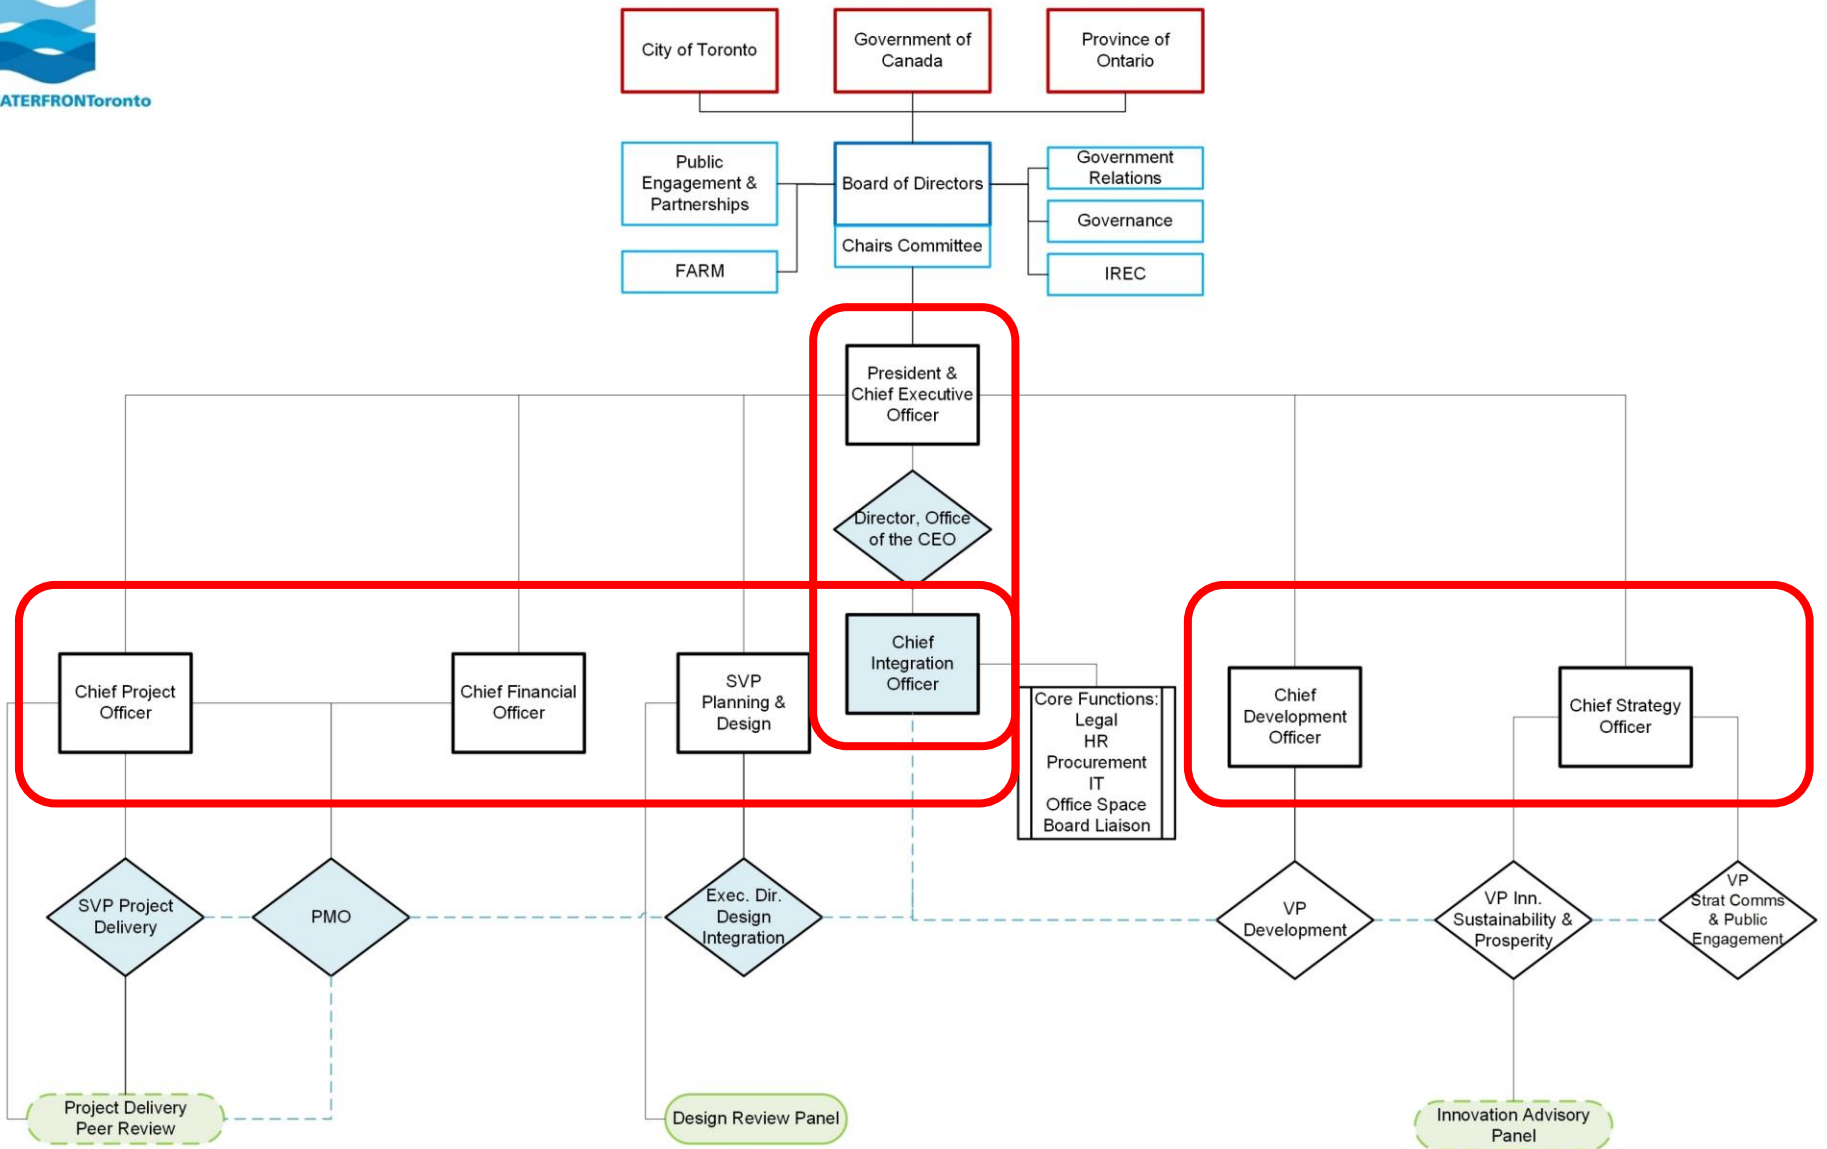 ATERFRONToronto
City of Toronto
Government of
Canada
Province of
Ontario
Public
Engagement &
Partnerships
Board of Directors
Government
Relations
Governance
Chairs Committee
FARM
IREC
President &
Chief Executive
Officer
Director, Office
of the CEO
Chief Project
Officer
Chief Financial
Officer
SVP
Planning &
Design
Chief
Integration
Officer
Core Functions:
Legal
HR
Procurement
IT
Office Space
Board Liaison
Chief
Development
Officer
Chief Strategy
Officer
SVP Project
Delivery
PMO
Exec. Dir.
Design
Integration
VP
Development
VP Inn.
Sustainability &
Prosperity
VP
Strat Comms
& Public
Engagement
Project Delivery
Peer Review
Design Review Panel
Innovation Advisory
Panel